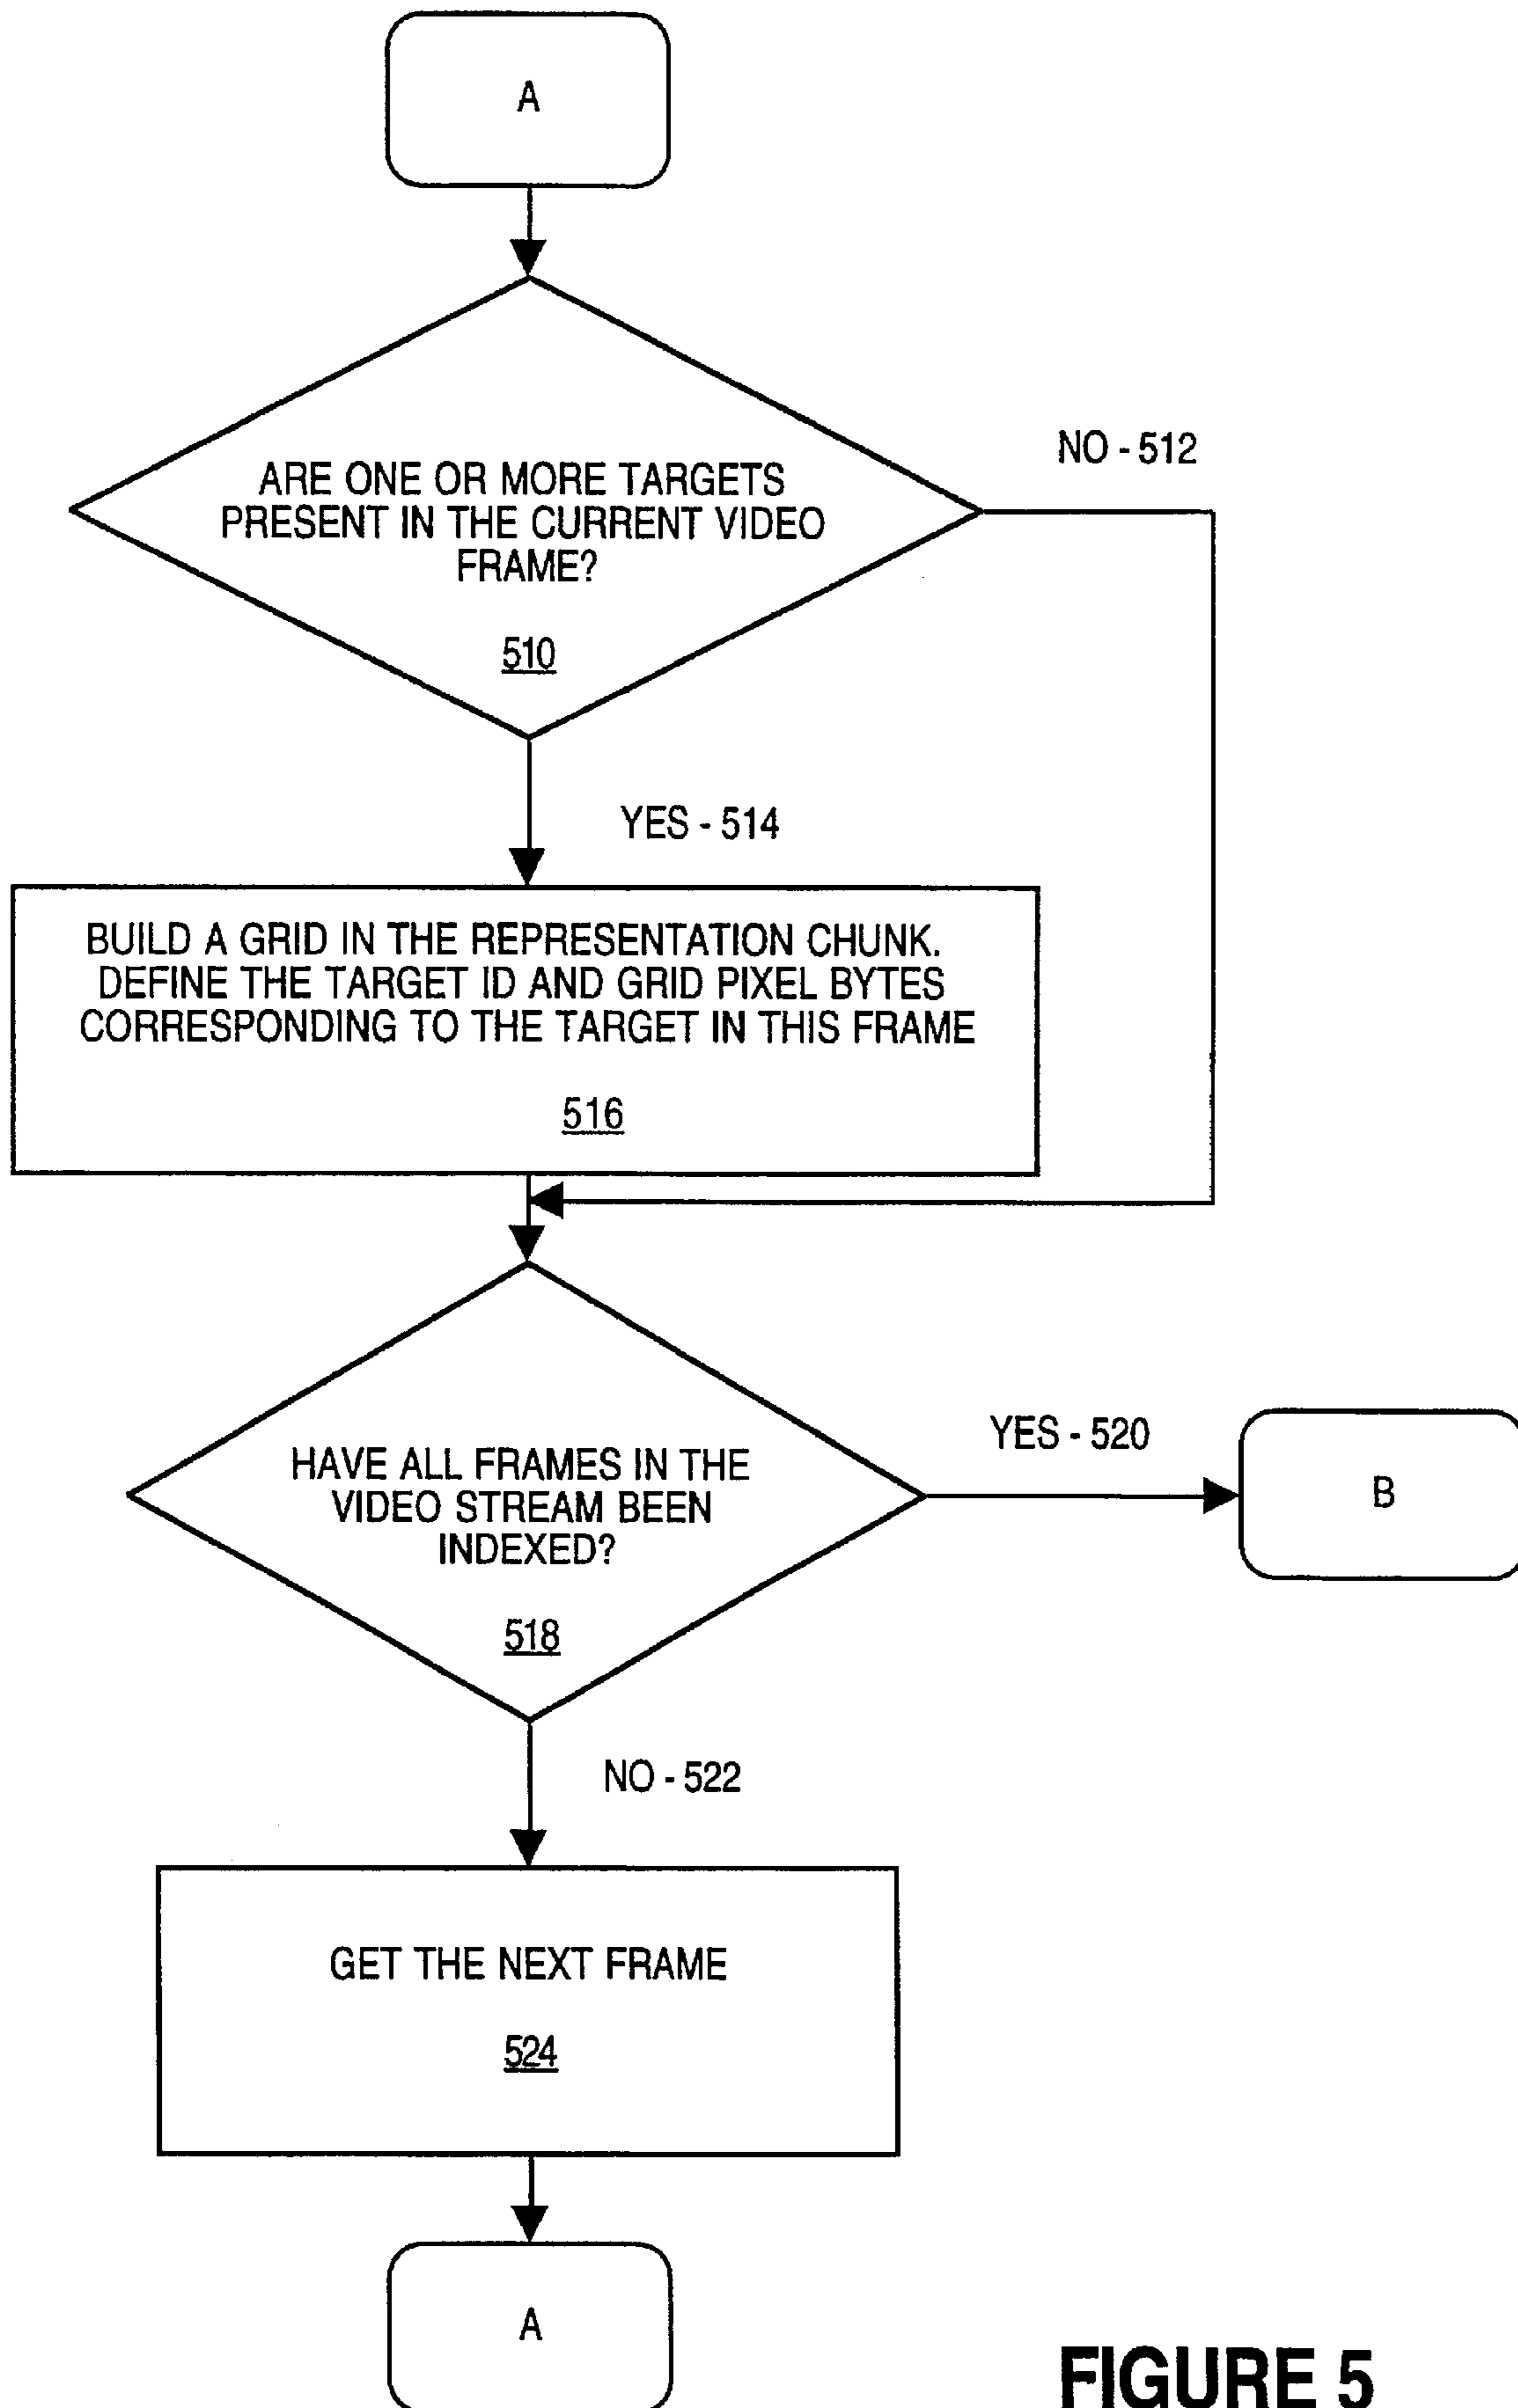 A
ARE ONE OR MORE TARGETS
PRESENT IN THE CURRENT VIDEO
FRAME?
510
NO - 512
YES - 514
BUILD A GRID IN THE REPRESENTATION CHUNK.
DEFINE THE TARGET ID AND GRID PIXEL BYTES
CORRESPONDING TO THE TARGET IN THIS FRAME
516
HAVE ALL FRAMES IN THE
VIDEO STREAM BEEN
INDEXED?
518
YES - 520
B
NO - 522
GET THE NEXT FRAME
524
A
FIGURE 5